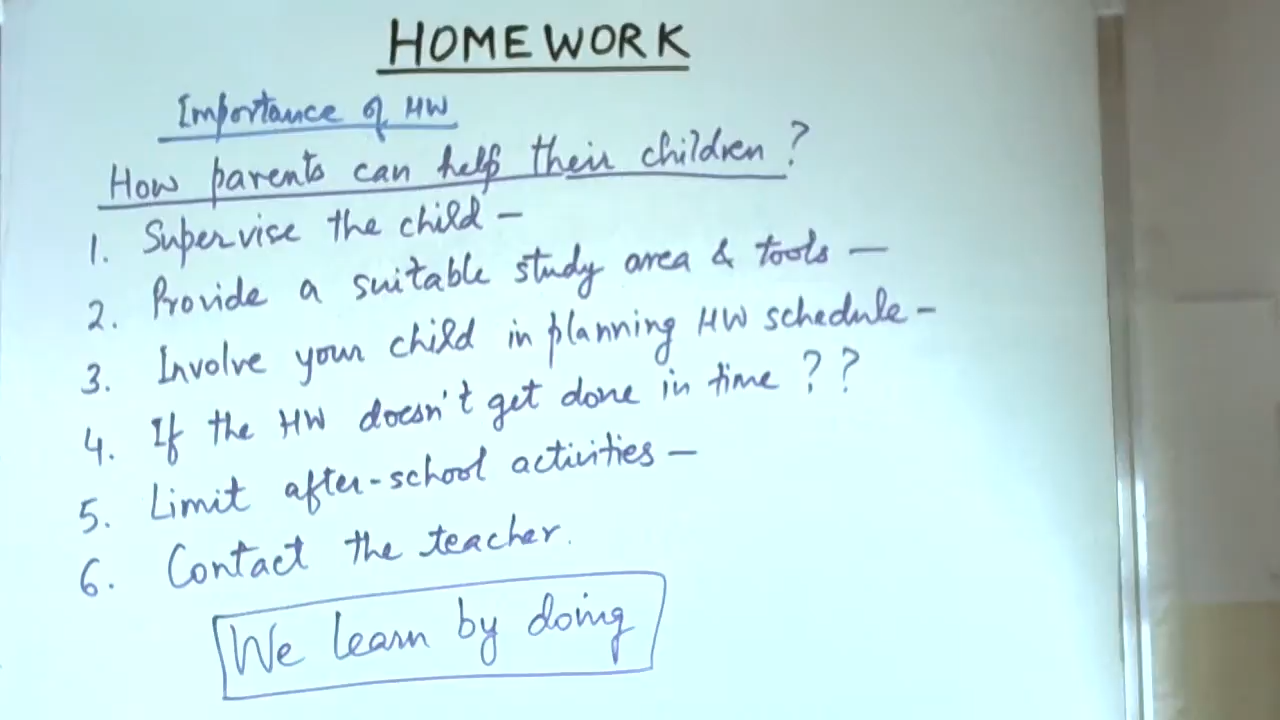 HOMEWORK
Importance of HW
How parents can help their children?
1. Supervise the child –
2. Provide a suitable study area & tools –
3. Involve your child in planning HW schedule –
4. If the HW doesn't get done in time ??
5. Limit after-school activities –
6. Contact the teacher.
We learn by doing